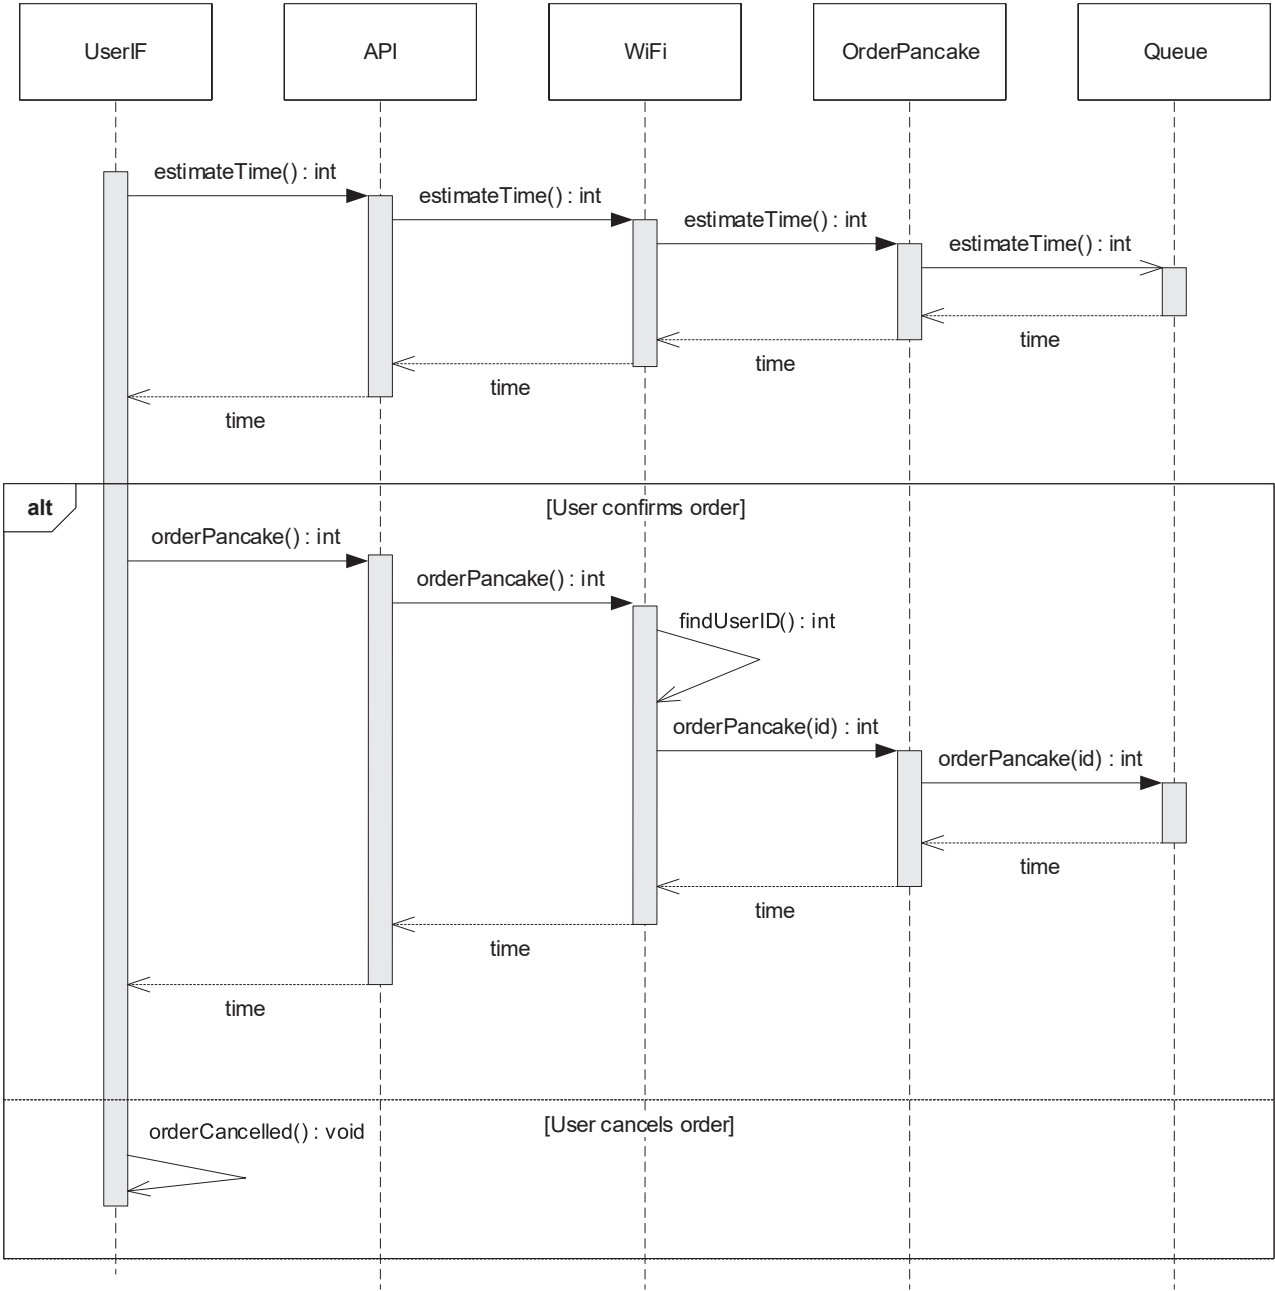 UserIF
API
WiFi
OrderPancake
Queue
estimateTime() : int
estimateTime() : int
estimateTime() : int
estimateTime() : int
time
time
time
time
alt
[User confirms order]
orderPancake() : int
orderPancake() : int
findUserID() : int
orderPancake(id) : int
orderPancake(id) : int
time
time
time
time
[User cancels order]
orderCancelled() : void